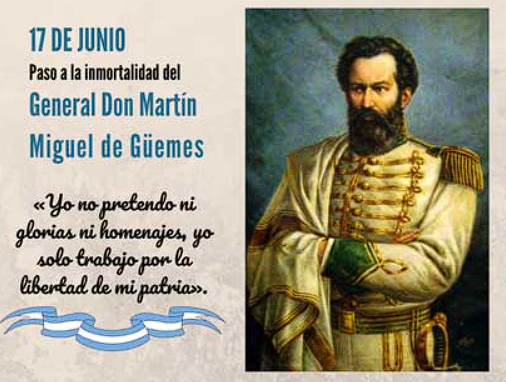 17 DE JUNIO
Paso a la inmortalidad del
General Don Martín
Miguel de Güemes
«Yo no pretendo ni
glorias ni homenajes, yo
solo trabajo por la
libertad de mi patria».